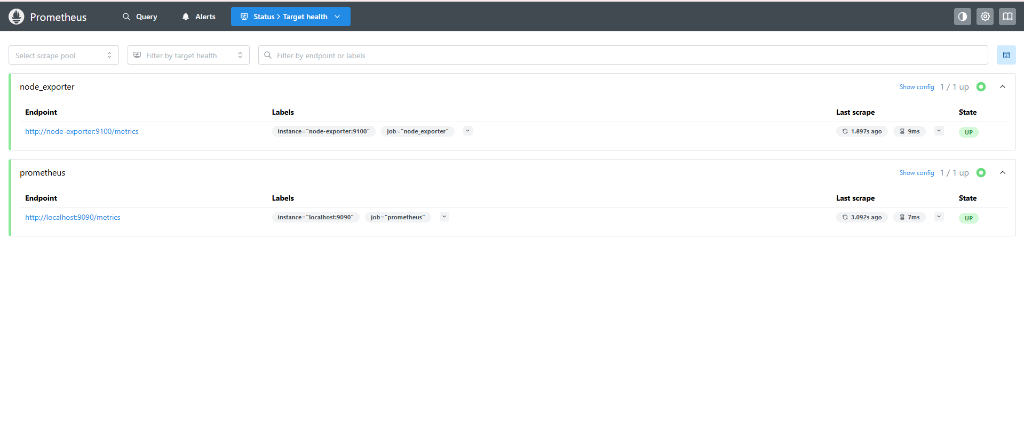 Prometheus Query Alerts Status > Target health
Select scrape pool Filter by target health Filter by endpoint or labels
node_exporter Show config 1 / 1 up
Endpoint Labels Last scrape State
http://node-exporter:9100/metrics instance="node-exporter:9100" job="node_exporter" 1.897s ago 9ms UP
prometheus Show config 1 / 1 up
Endpoint Labels Last scrape State
http://localhost:9090/metrics instance="localhost:9090" job="prometheus" 3.092s ago 7ms UP